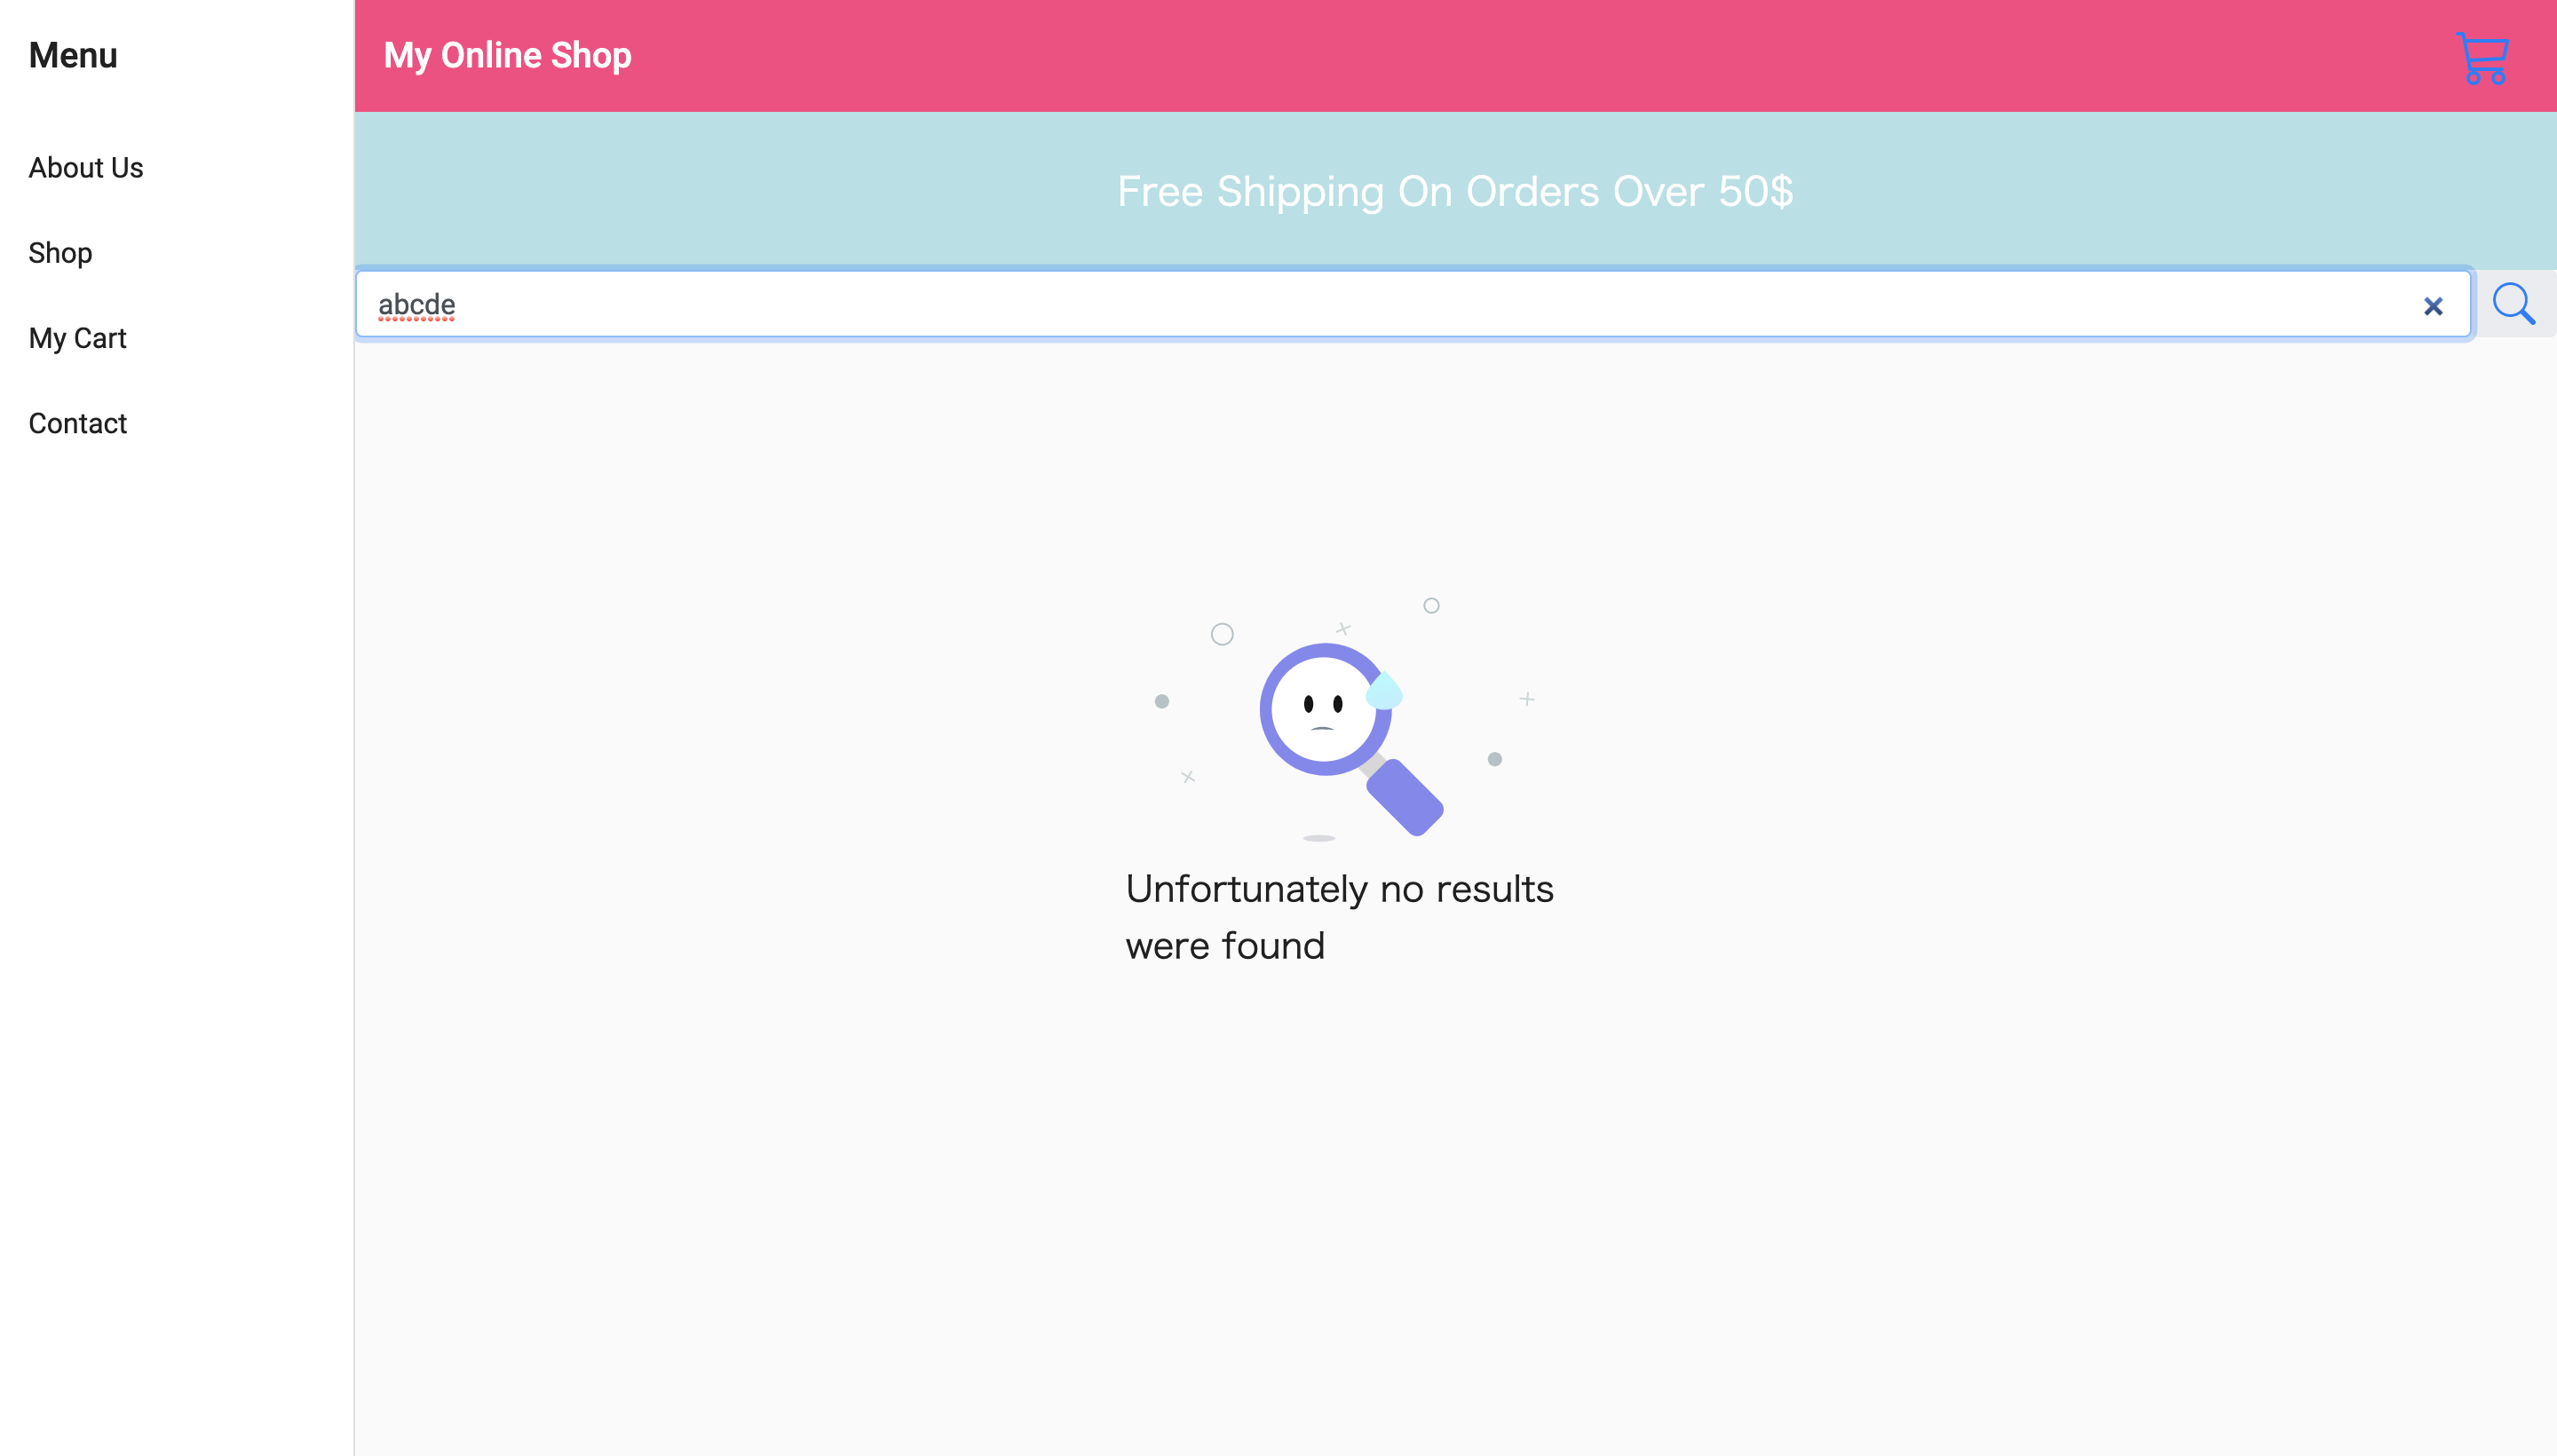 Menu
About Us
Shop
My Cart
Contact
My Online Shop
Free Shipping On Orders Over 50$
abcde
Unfortunately no results
were found